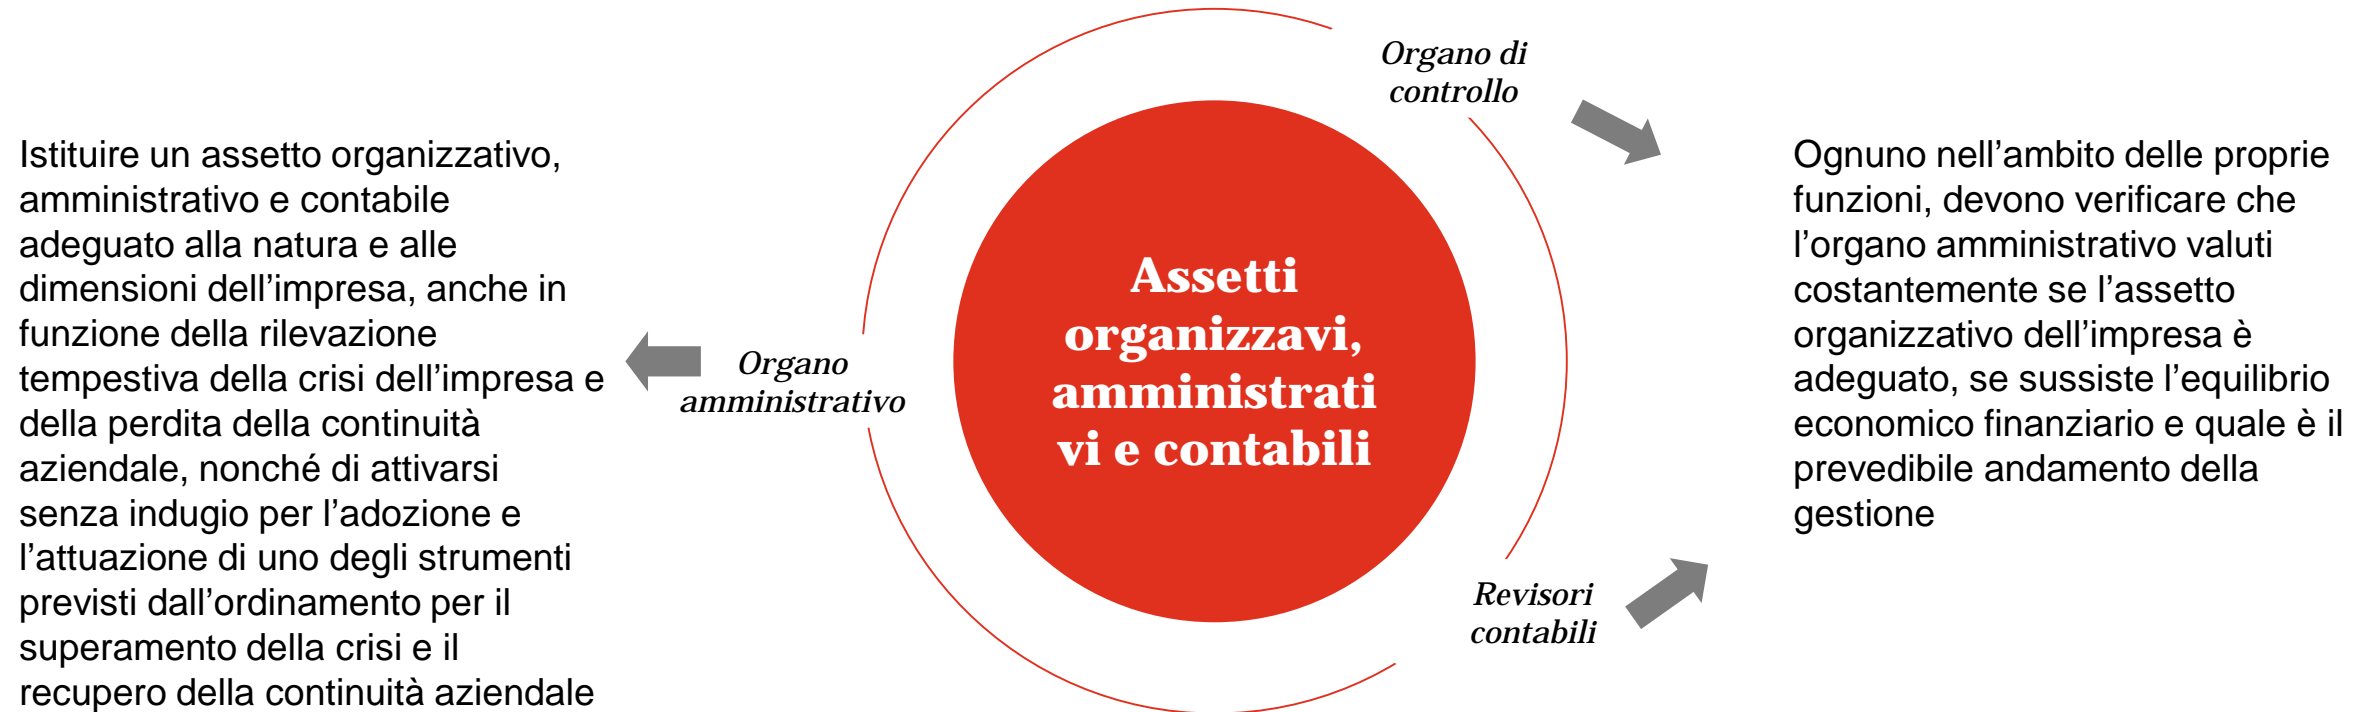 Istituire un assetto organizzativo,
amministrativo e contabile
adeguato alla natura e alle
dimensioni dell’impresa, anche in
funzione della rilevazione
tempestiva della crisi dell’impresa e
della perdita della continuità
aziendale, nonché di attivarsi
senza indugio per l’adozione e
l’attuazione di uno degli strumenti
previsti dall’ordinamento per il
superamento della crisi e il
recupero della continuità aziendale
Organo
amministrativo
Assetti
organizzavi,
amministrati
vi e contabili
Organo di
controllo
Revisori
contabili
Ognuno nell’ambito delle proprie
funzioni, devono verificare che
l’organo amministrativo valuti
costantemente se l’assetto
organizzativo dell’impresa è
adeguato, se sussiste l’equilibrio
economico finanziario e quale è il
prevedibile andamento della
gestione